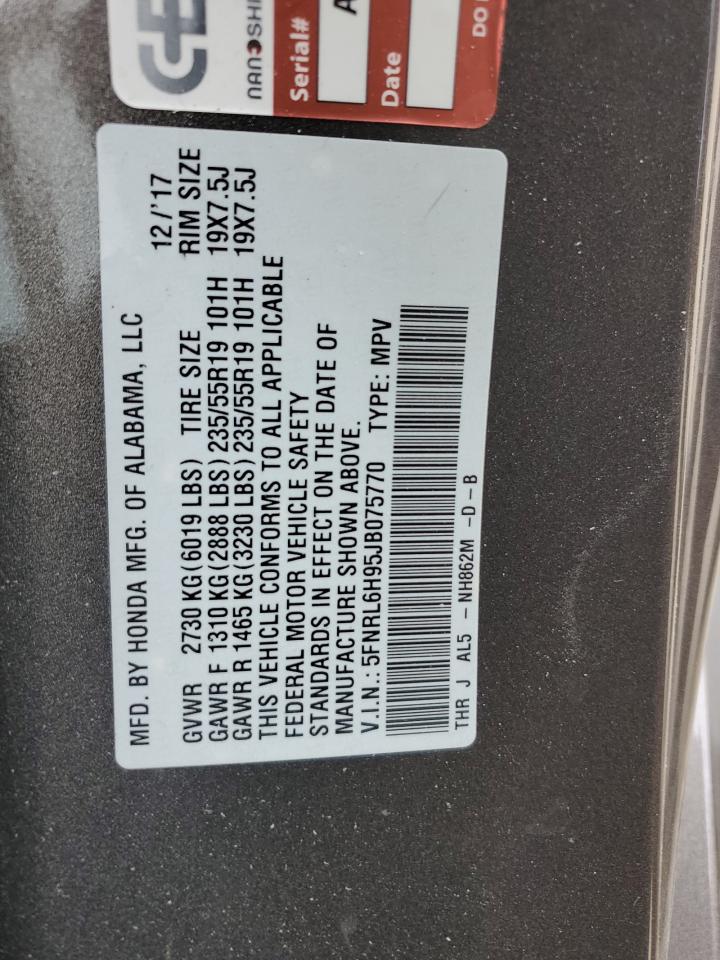 NANOSHI
Serial# A
Date
DO
MFD. BY HONDA MFG. OF ALABAMA, LLC 12/'17
GVWR 2730 KG(6019 LBS) TIRE SIZE RIM SIZE
GAWR F 1310 KG(2888 LBS) 235/55R19 101H 19X7.5J
GAWR R 1465 KG(3230 LBS) 235/55R19 101H 19X7.5J
THIS VEHICLE CONFORMS TO ALL APPLICABLE
FEDERAL MOTOR VEHICLE SAFETY
STANDARDS IN EFFECT ON THE DATE OF
MANUFACTURE SHOWN ABOVE.
V.I.N.: 5FNRL6H95JB075770 TYPE: MPV
THR J AL5 - NH862M -D-B